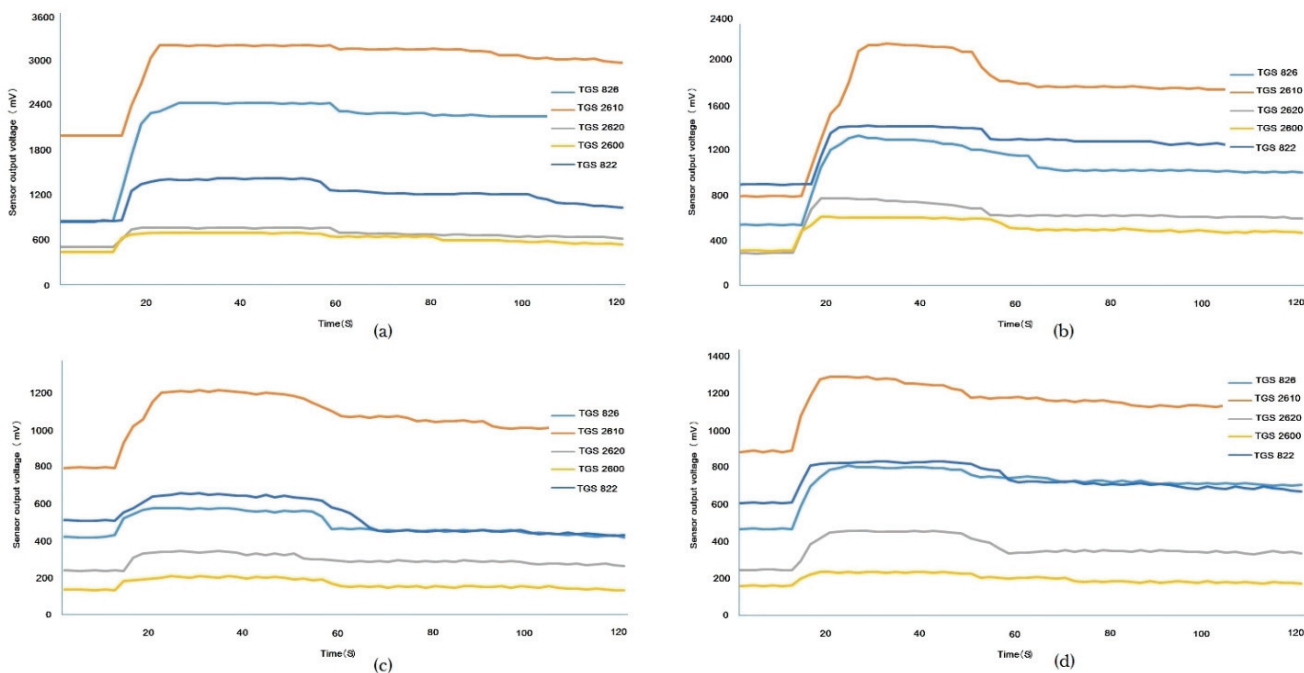 3600
3000
2400
1800
1200
600
0
Sensor output voltage ( mV)
20
40
60
80
100
120
Time(S)
TGS 826
TGS 2610
TGS 2620
TGS 2600
TGS 822
(a)
2400
2000
1600
1200
800
400
0
Sensor output voltage ( mV)
20
40
60
80
100
120
Time(S)
TGS 826
TGS 2610
TGS 2620
TGS 2600
TGS 822
(b)
1200
1000
800
600
400
200
0
Sensor output voltage ( mV)
20
40
60
80
100
120
Time(S)
TGS 826
TGS 2610
TGS 2620
TGS 2600
TGS 822
(c)
1400
1200
1000
800
600
400
200
0
Sensor output voltage ( mV)
20
40
60
80
100
120
Time(S)
TGS 826
TGS 2610
TGS 2620
TGS 2600
TGS 822
(d)